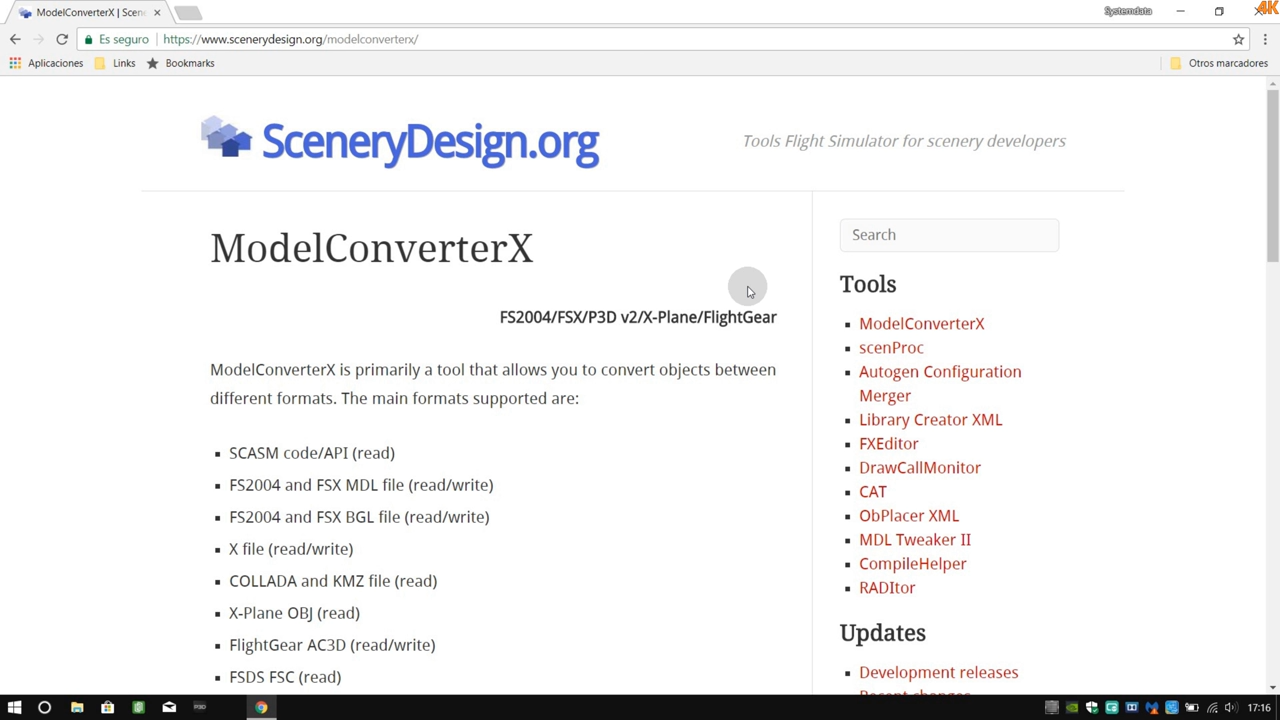 ModelConverterX | Scene
Systemdata
4K
Es seguro
https://www.scenerydesign.org/modelconverterx/
Aplicaciones
Links
Bookmarks
Otros marcadores
SceneryDesign.org
Tools Flight Simulator for scenery developers
ModelConverterX
FS2004/FSX/P3D v2/X-Plane/FlightGear
ModelConverterX is primarily a tool that allows you to convert objects between
different formats. The main formats supported are:
SCASM code/API (read)
FS2004 and FSX MDL file (read/write)
FS2004 and FSX BGL file (read/write)
X file (read/write)
COLLADA and KMZ file (read)
X-Plane OBJ (read)
FlightGear AC3D (read/write)
FSDS FSC (read)
Search
Tools
ModelConverterX
scenProc
Autogen Configuration
Merger
Library Creator XML
FXEditor
DrawCallMonitor
CAT
ObPlacer XML
MDL Tweaker II
CompileHelper
RADItor
Updates
Development releases
Recent changes
P3D
17:16